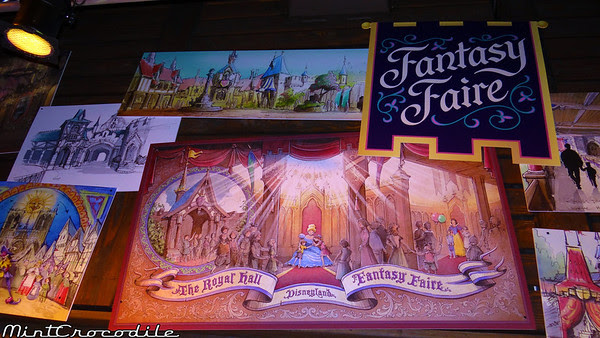 Fantasy
Faire
The Royal Hall
Disneyland
Fantasy Faire
MintCrocodile